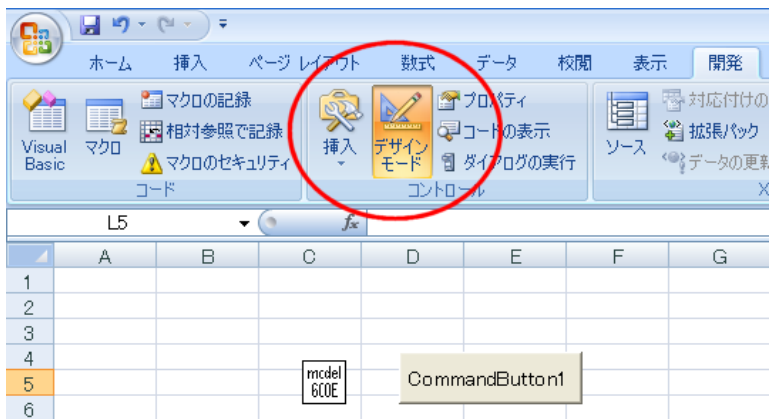 ホーム 挿入 ページ レイアウト 数式 データ 校閲 表示 開発
Visual Basic
マクロ
マクロの記録
相対参照で記録
マクロのセキュリティ
コード
挿入
デザイン モード
プロパティ
コードの表示
ダイアログの実行
コントロール
ソース
対応付けの
拡張パック
データの更新
X
L5 fx
A B C D E F G
1
2
3
4
5
6
CommandButton1